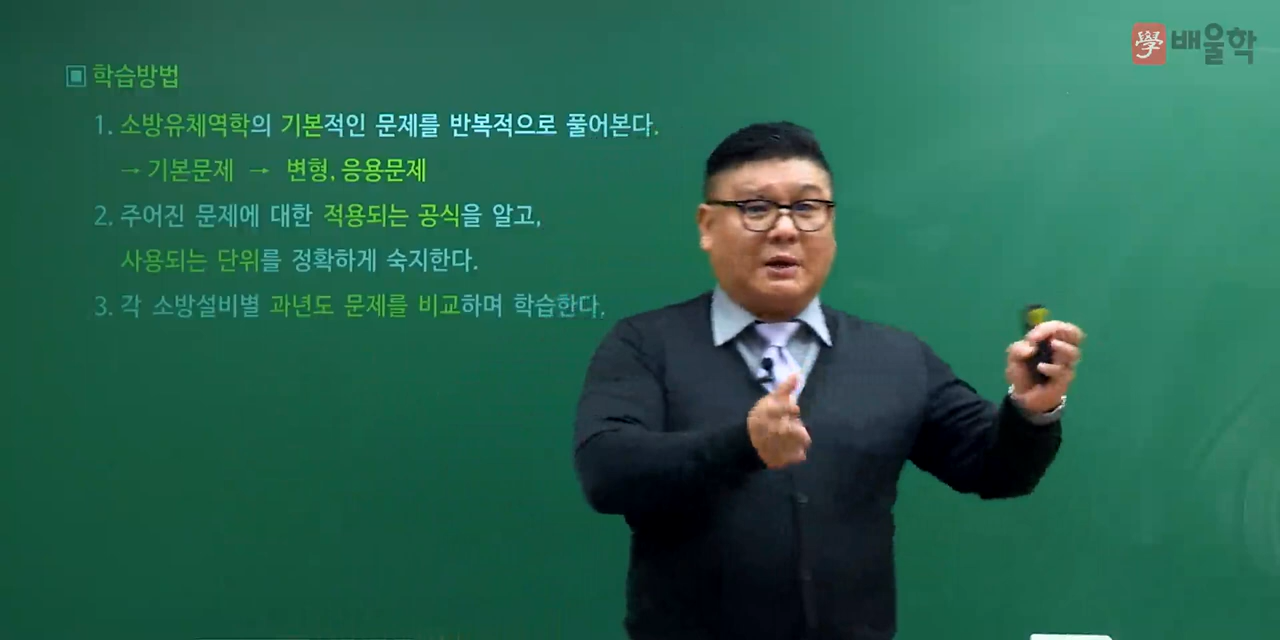 學 배울학
학습방법
1. 소방유체역학의 기본적인 문제를 반복적으로 풀어본다.
→ 기본문제 → 변형, 응용문제
2. 주어진 문제에 대한 적용되는 공식을 알고,
사용되는 단위를 정확하게 숙지한다.
3. 각 소방설비별 과년도 문제를 비교하며 학습한다.